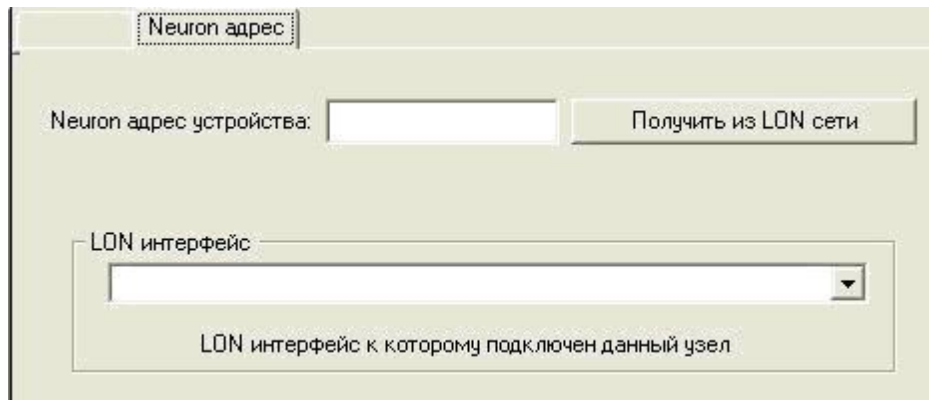 Neuron адрес
Neuron адрес устройства:
Получить из LON сети
LON интерфейс
LON интерфейс к которому подключен данный узел